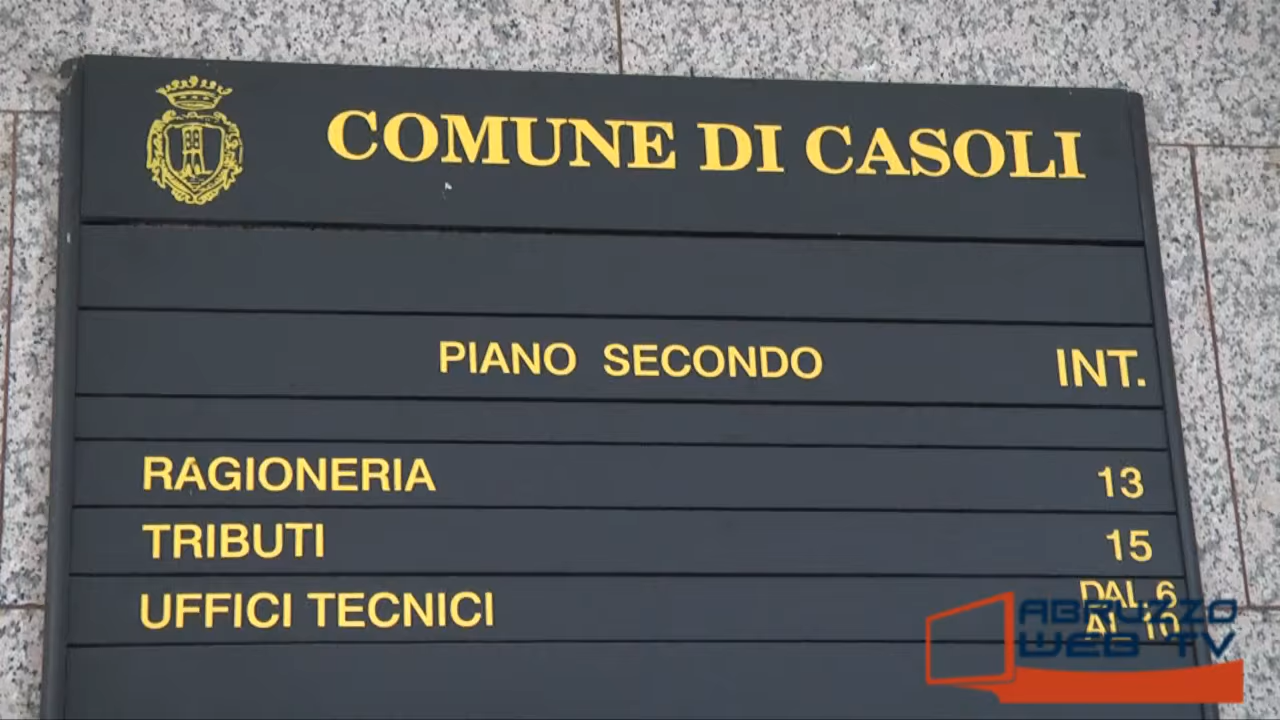 COMUNE DI CASOLI
PIANO SECONDO INT.
RAGIONERIA 13
TRIBUTI 15
UFFICI TECNICI DAL 6
AL 10
ABRUZZO
WEB TV